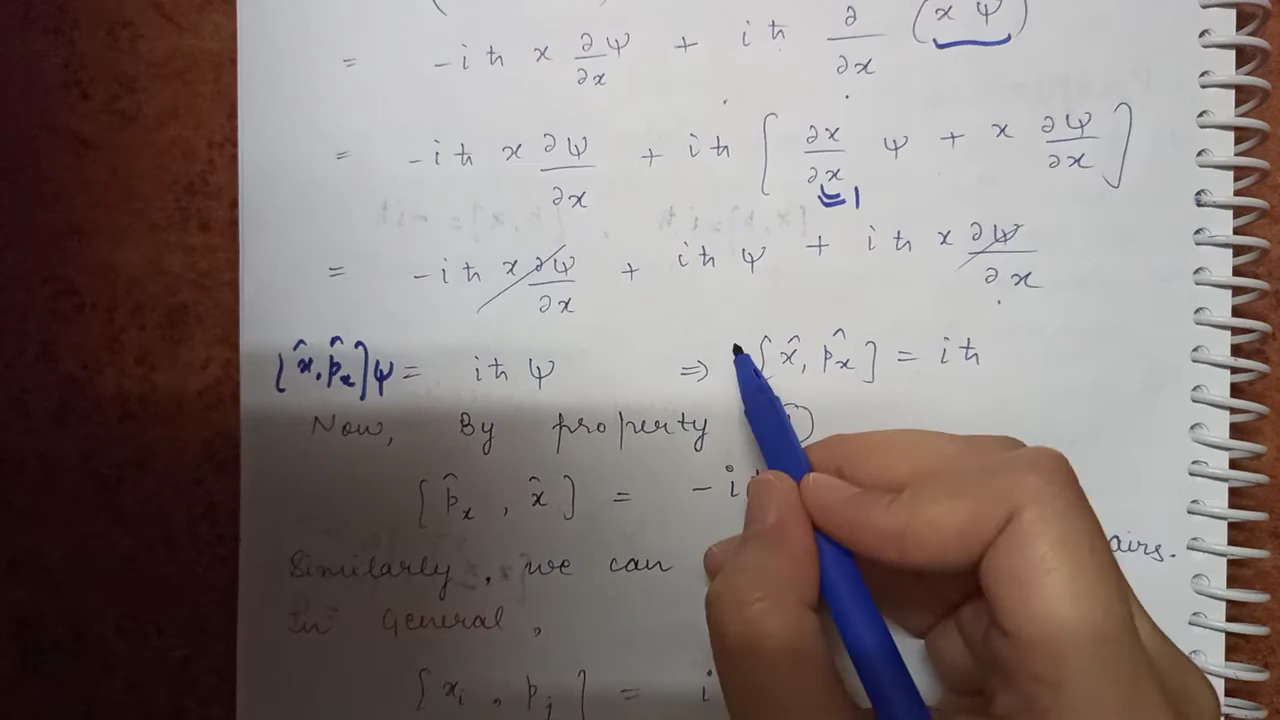 = -iħ x ∂ψ/∂x + iħ ∂/∂x (x ψ)
= -iħ x ∂ψ/∂x + iħ [ ∂x/∂x ψ + x ∂ψ/∂x ]
= 1
= -iħ x ∂ψ/∂x + iħ ψ + iħ x ∂ψ/∂x
[x̂, p̂x]ψ = iħ ψ ⇒ [x̂, p̂x] = iħ
Now, By property
[p̂x , x̂] = -i
Similarly, we can airs.
In General,
[xi , pj] = i